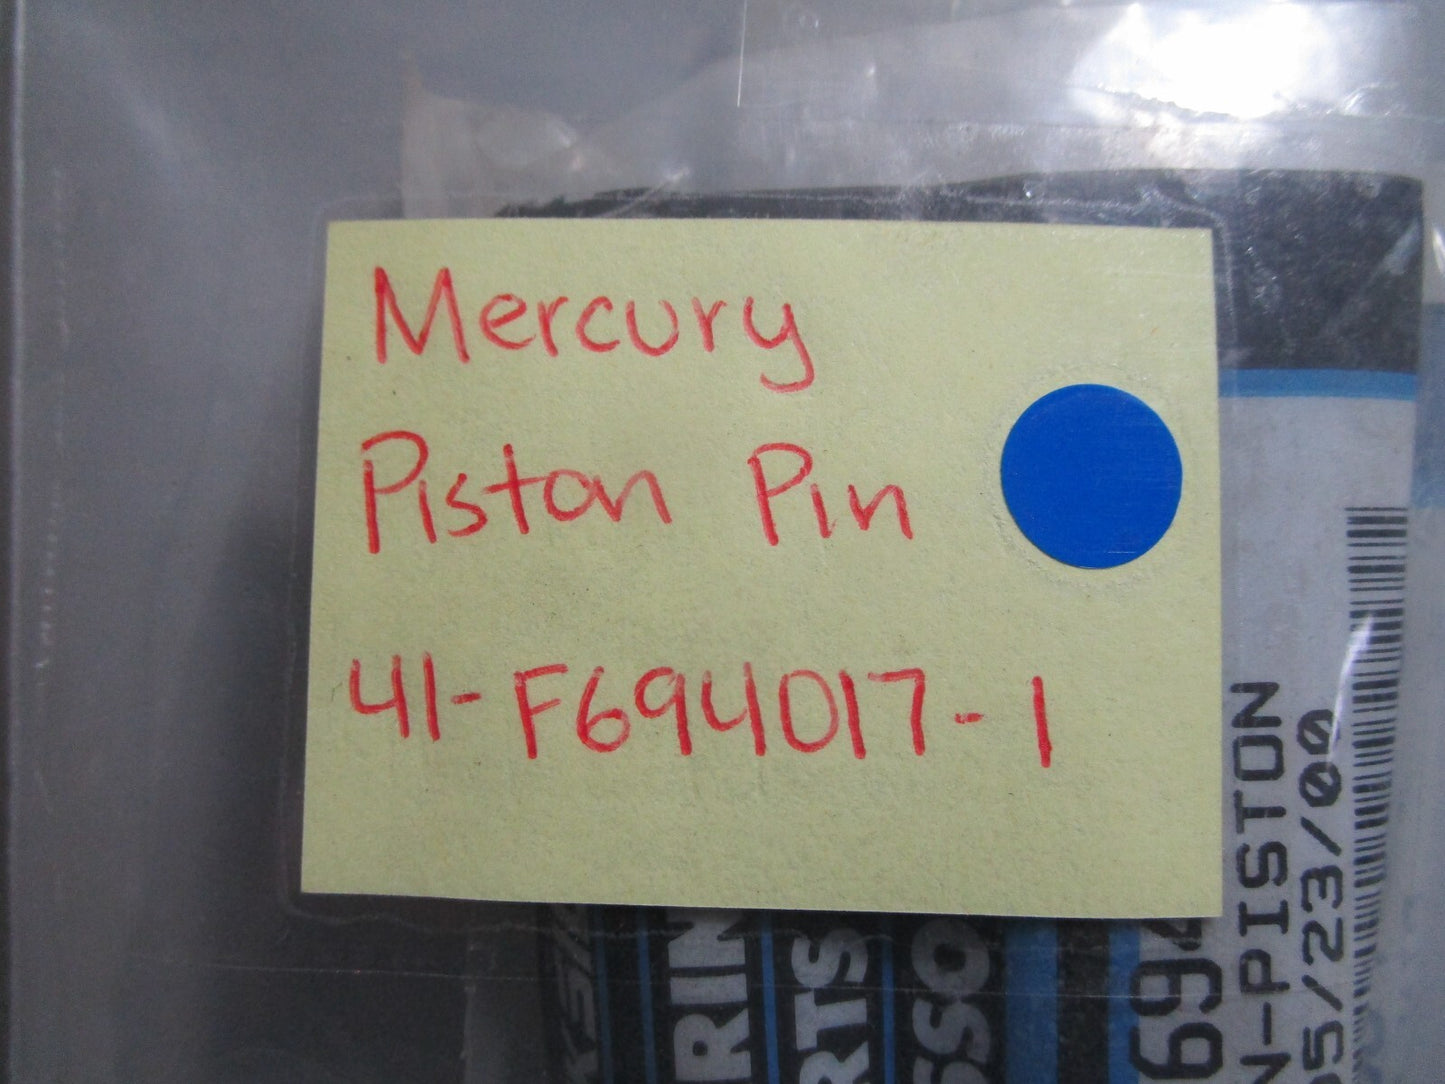 Mercury
Piston Pin
41-F694017-1
N-PISTON
05/23/00